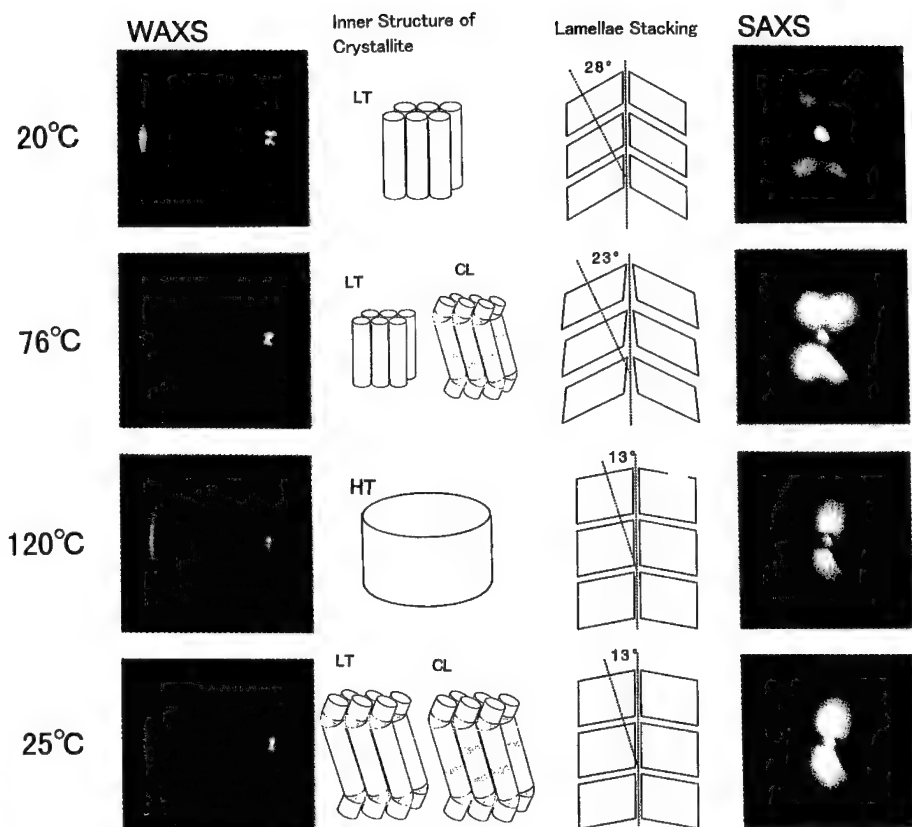 WAXS
Inner Structure of
Crystallite
Lamellae Stacking
SAXS
20°C
LT
28°
76°C
LT
CL
23°
120°C
HT
13°
25°C
LT
CL
13°